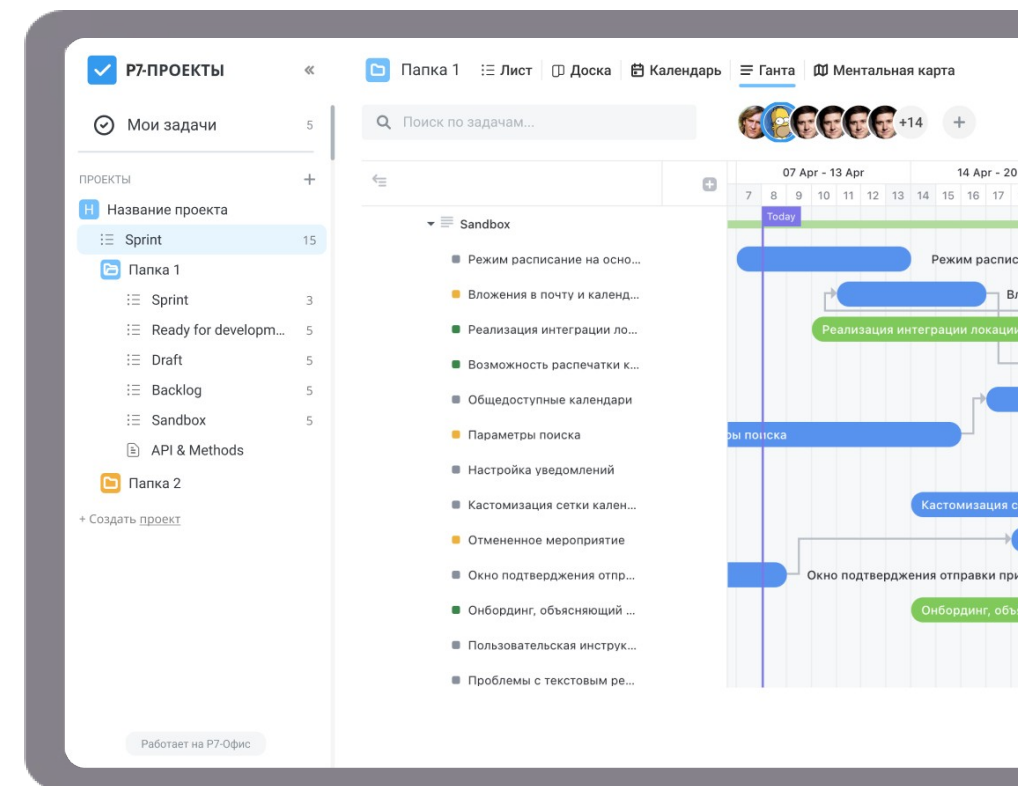 Р7-ПРОЕКТЫ
Мои задачи 5
ПРОЕКТЫ
Н Название проекта
Sprint 15
Папка 1
Sprint 3
Ready for developm... 5
Draft 5
Backlog 5
Sandbox 5
API & Methods
Папка 2
+ Создать проект
Работает на Р7-Офис
Папка 1 Лист Доска Календарь Ганта Ментальная карта
Поиск по задачам...
+14
07 Apr - 13 Apr 14 Apr - 20
7 8 9 10 11 12 13 14 15 16 17
Today
Sandbox
Режим расписание на осно... Режим распис
Вложения в почту и календ... Вл
Реализация интеграции ло... Реализация интеграции локации
Возможность распечатки к...
Общедоступные календари
Параметры поиска ры поиска
Настройка уведомлений
Кастомизация сетки кален... Кастомизация с
Отмененное мероприятие
Окно подтверждения отпр... Окно подтверждения отправки при
Онбординг, объясняющий ... Онбординг, объя
Пользовательская инструк...
Проблемы с текстовым ре...